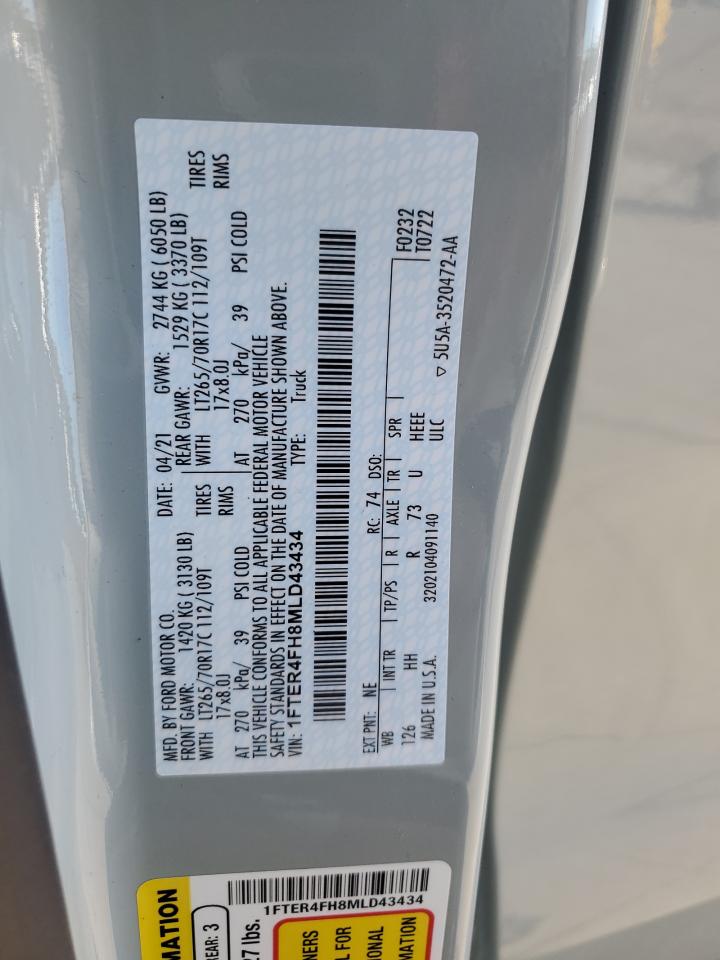 MFD. BY FORD MOTOR CO.
DATE: 04/21 GVWR: 2744 KG ( 6050 LB)
FRONT GAWR: 1420 KG ( 3130 LB)
REAR GAWR: 1529 KG ( 3370 LB)
WITH LT265/70R17C 112/109T TIRES
WITH LT265/70R17C 112/109T TIRES
17x8.0J RIMS
17x8.0J RIMS
AT 270 kPa/ 39 PSI COLD
AT 270 kPa/ 39 PSI COLD
THIS VEHICLE CONFORMS TO ALL APPLICABLE FEDERAL MOTOR VEHICLE
SAFETY STANDARDS IN EFFECT ON THE DATE OF MANUFACTURE SHOWN ABOVE.
VIN: 1FTER4FH8MLD43434 TYPE: Truck
EXT PNT: NE RC: 74 DSO:
WB INT TR TP/PS R AXLE TR SPR F0232
126 HH R 73 U HEEE T0722
MADE IN U.S.A. 3202104091140 ULC
▽ 5U5A-3520472-AA
1FTER4FH8MLD43434
MATION
REAR: 3
27 lbs.
NERS
L FOR
IONAL
MATION